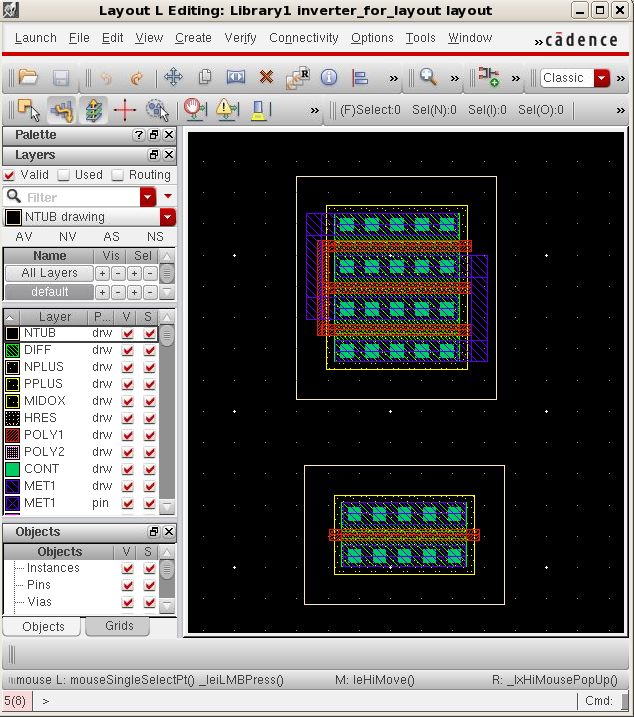 Layout L Editing: Library1 inverter_for_layout layout
Launch File Edit View Create Verify Connectivity Options Tools Window » cādence
» » » Classic »
» (F)Select:0 Sel(N):0 Sel(I):0 Sel(O):0 »
Palette ?
Layers
Valid Used Routing
Filter
NTUB drawing
AV NV AS NS
Name Vis Sel
All Layers + - + -
default + - + -
Layer P... V S
NTUB drw
DIFF drw
NPLUS drw
PPLUS drw
MIDOX drw
HRES drw
POLY1 drw
POLY2 drw
CONT drw
MET1 drw
MET1 pin
Objects
Objects V S
Instances
Pins
Vias
Objects Grids
mouse L: mouseSingleSelectPt() _leiLMBPress() M: leHiMove() R: _lxHiMousePopUp()
5(8) > Cmd: